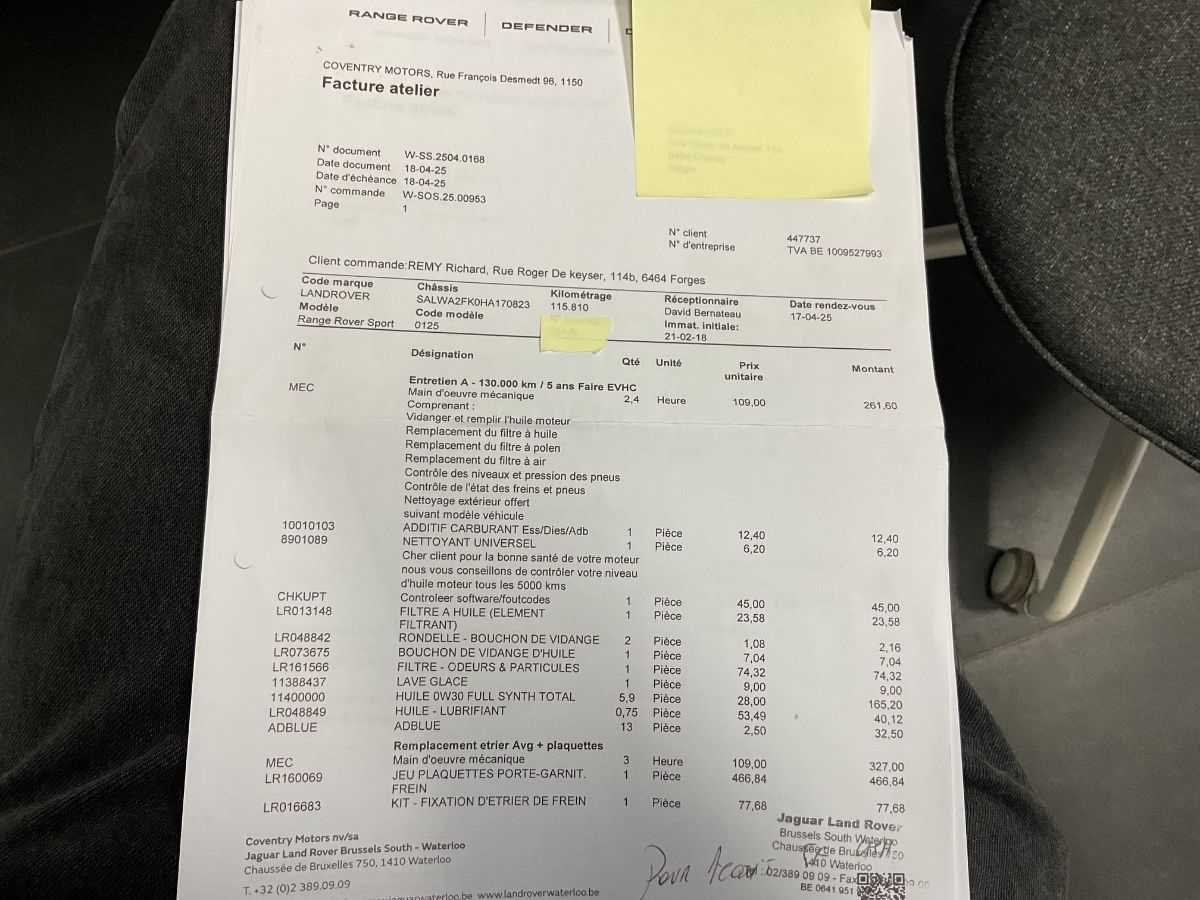 RANGE ROVER DEFENDER
COVENTRY MOTORS, Rue François Desmedt 96, 1150
Facture atelier
N° document W-SS.2504.0168
Date document 18-04-25
Date d'échéance 18-04-25
N° commande W-SOS.25.00953
Page 1
N° client 447737
N° d'entreprise TVA BE 1009527993
Client commande:REMY Richard, Rue Roger De keyser, 114b, 6464 Forges
Code marque Châssis Kilométrage Réceptionnaire Date rendez-vous
LANDROVER SALWA2FK0HA170823 115.810 David Bernateau 17-04-25
Modèle Code modèle Immat. initiale:
Range Rover Sport 0125 21-02-18
N° Désignation Qté Unité Prix unitaire Montant
Entretien A - 130.000 km / 5 ans Faire EVHC
MEC Main d'oeuvre mécanique 2,4 Heure 109,00 261,60
Comprenant :
Vidanger et remplir l'huile moteur
Remplacement du filtre à huile
Remplacement du filtre à polen
Remplacement du filtre à air
Contrôle des niveaux et pression des pneus
Contrôle de l'état des freins et pneus
Nettoyage extérieur offert
suivant modèle véhicule
10010103 ADDITIF CARBURANT Ess/Dies/Adb 1 Pièce 12,40 12,40
8901089 NETTOYANT UNIVERSEL 1 Pièce 6,20 6,20
Cher client pour la bonne santé de votre moteur
nous vous conseillons de contrôler votre niveau
d'huile moteur tous les 5000 kms
CHKUPT Controleer software/foutcodes 1 Pièce 45,00 45,00
LR013148 FILTRE A HUILE (ELEMENT 1 Pièce 23,58 23,58
FILTRANT)
LR048842 RONDELLE - BOUCHON DE VIDANGE 2 Pièce 1,08 2,16
LR073675 BOUCHON DE VIDANGE D'HUILE 1 Pièce 7,04 7,04
LR161566 FILTRE - ODEURS & PARTICULES 1 Pièce 74,32 74,32
11388437 LAVE GLACE 1 Pièce 9,00 9,00
11400000 HUILE 0W30 FULL SYNTH TOTAL 5,9 Pièce 28,00 165,20
LR048849 HUILE - LUBRIFIANT 0,75 Pièce 53,49 40,12
ADBLUE ADBLUE 13 Pièce 2,50 32,50
Remplacement etrier Avg + plaquettes
MEC Main d'oeuvre mécanique 3 Heure 109,00 327,00
LR160069 JEU PLAQUETTES PORTE-GARNIT. 1 Pièce 466,84 466,84
FREIN
LR016683 KIT - FIXATION D'ETRIER DE FREIN 1 Pièce 77,68 77,68
Coventry Motors nv/sa
Jaguar Land Rover Brussels South - Waterloo
Chaussée de Bruxelles 750, 1410 Waterloo
T. +32 (0)2 389.09.09
www.landroverwaterloo.be
Jaguar Land Rover
Brussels South Waterloo
Chaussée de Bruxelles 750
1410 Waterloo
02/389 09 09 - Fax
BE 0641 951
Pour